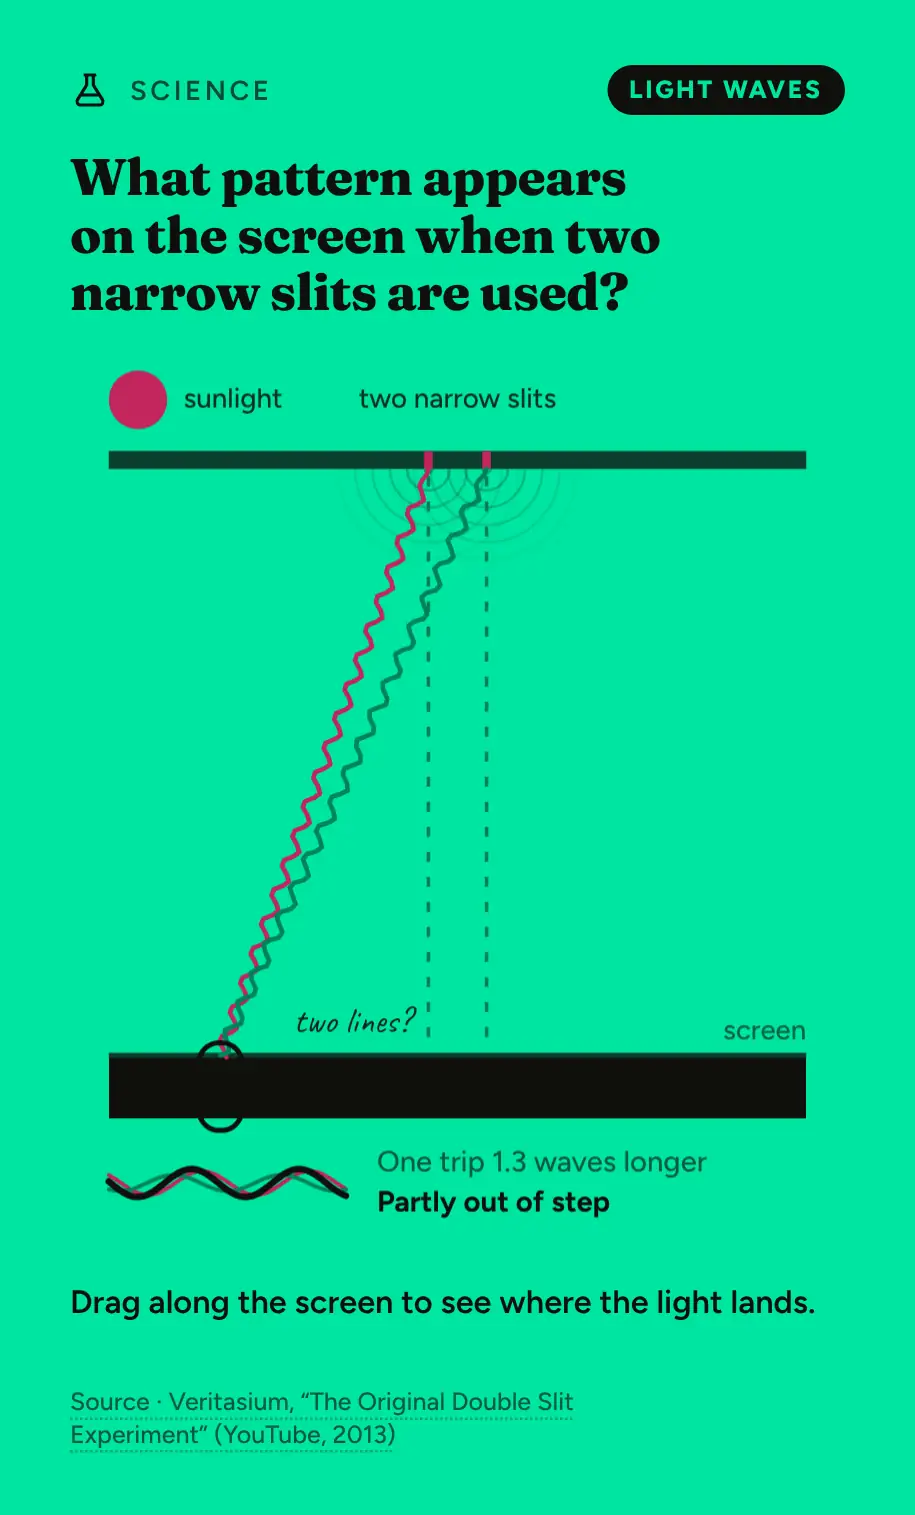 SCIENCE
LIGHT WAVES
What pattern appears
on the screen when two
narrow slits are used?
sunlight
two narrow slits
two lines?
screen
One trip 1.3 waves longer
Partly out of step
Drag along the screen to see where the light lands.
Source · Veritasium, “The Original Double Slit
Experiment” (YouTube, 2013)